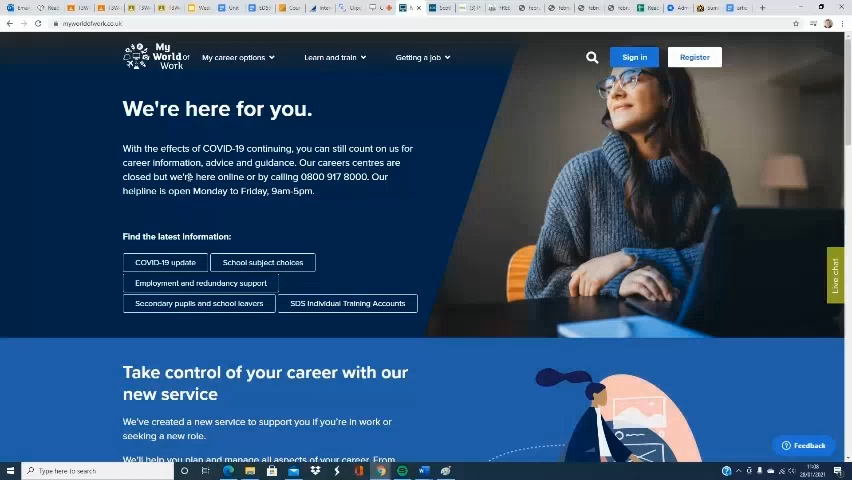 myworldofwork.co.uk
My
World of
Work
My career options
Learn and train
Getting a job
Sign in
Register
We're here for you.
With the effects of COVID-19 continuing, you can still count on us for
career information, advice and guidance. Our careers centres are
closed but we're here online or by calling 0800 917 8000. Our
helpline is open Monday to Friday, 9am-5pm.
Find the latest information:
COVID-19 update
School subject choices
Employment and redundancy support
Secondary pupils and school leavers
SDS Individual Training Accounts
Live chat
Take control of your career with our
new service
We've created a new service to support you if you're in work or
seeking a new role.
We'll help you plan and manage all aspects of your career. From
Feedback
Type here to search
11:08
28/01/2021